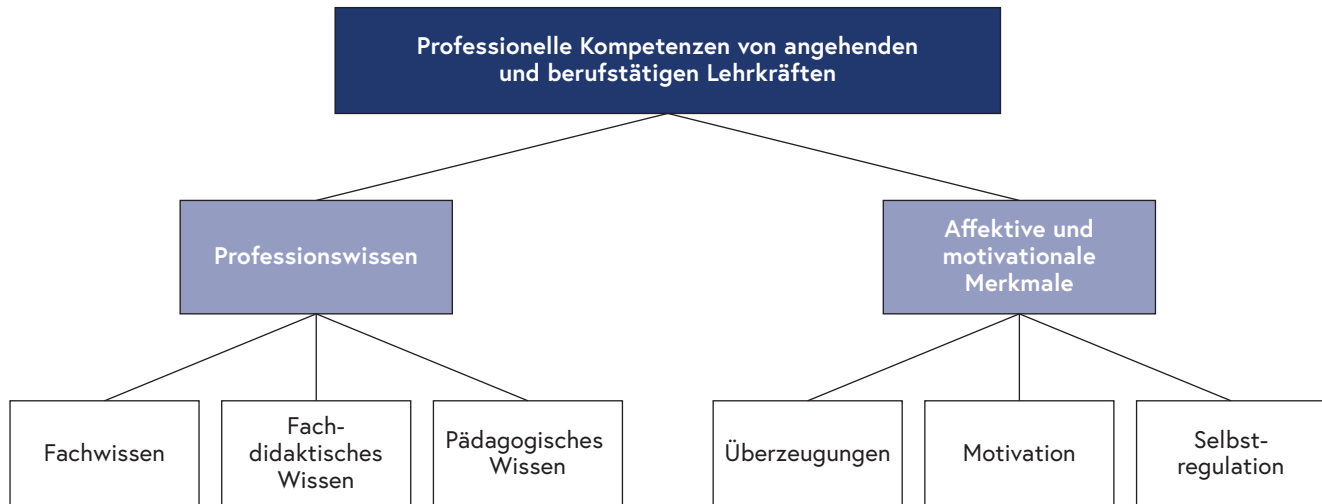 Professionelle Kompetenzen von angehenden
und berufstätigen Lehrkräften
Professionswissen
Affektive und
motivationale
Merkmale
Fachwissen
Fach-
didaktisches
Wissen
Pädagogisches
Wissen
Überzeugungen
Motivation
Selbst-
regulation